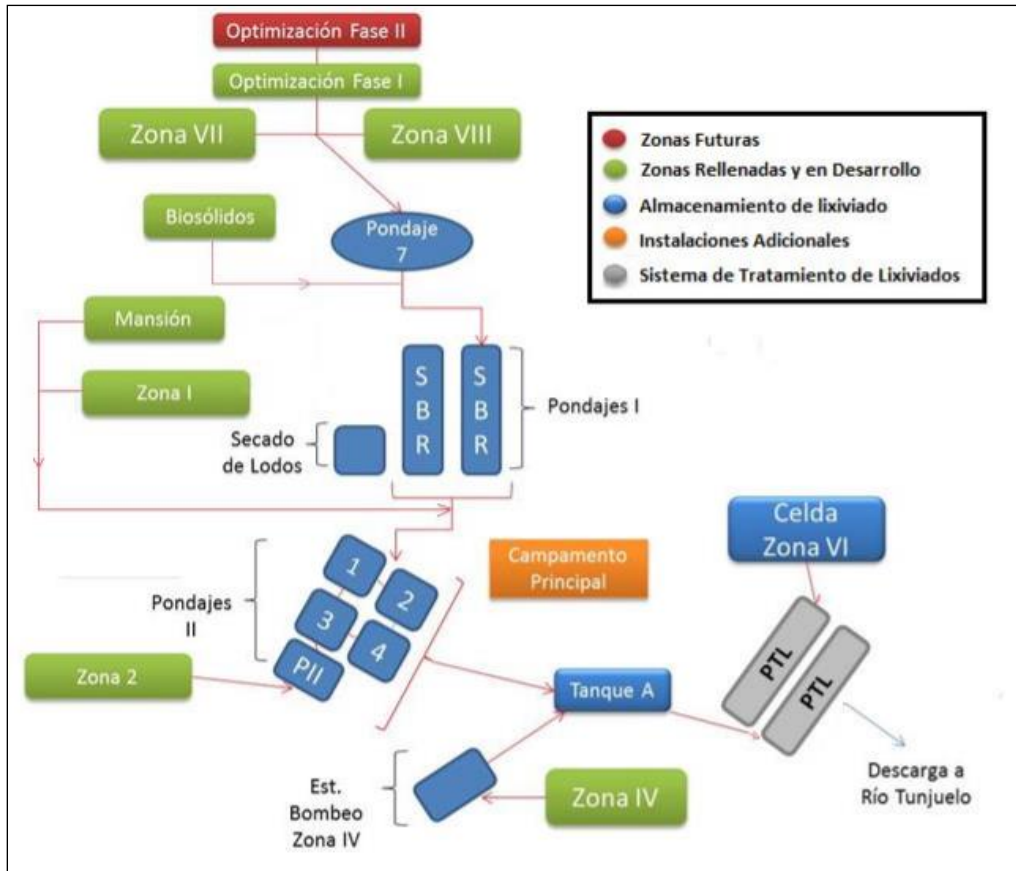 Optimización Fase II
Optimización Fase I
Zona VII
Zona VIII
Zonas Futuras
Zonas Rellenadas y en Desarrollo
Almacenamiento de lixiviado
Instalaciones Adicionales
Sistema de Tratamiento de Lixiviados
Biosólidos
Pondaje
7
Mansión
Zona I
S
B
R
S
B
R
Pondajes I
Secado
de Lodos
Celda
Zona VI
Campamento
Principal
Pondajes
II
1
2
3
4
PII
Zona 2
Tanque A
PTL
PTL
Descarga a
Río Tunjuelo
Est.
Bombeo
Zona IV
Zona IV